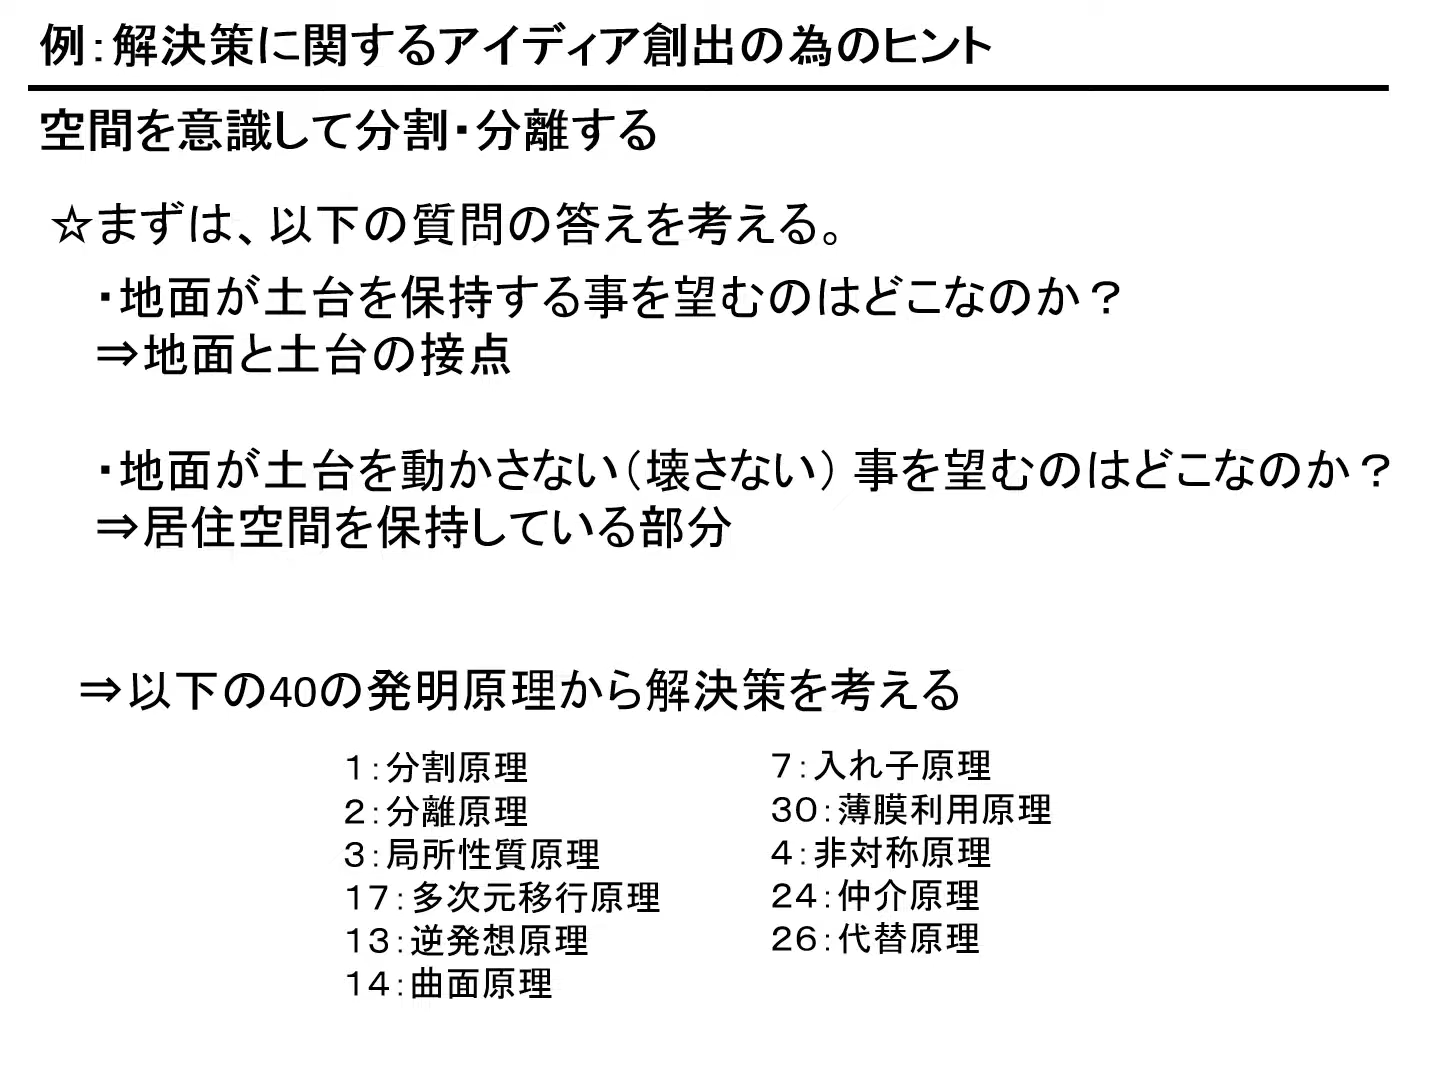 例：解決策に関するアイディア創出の為のヒント
空間を意識して分割・分離する
☆まずは、以下の質問の答えを考える。
・地面が土台を保持する事を望むのはどこなのか？
⇒地面と土台の接点
・地面が土台を動かさない（壊さない）事を望むのはどこなのか？
⇒居住空間を保持している部分
⇒以下の40の発明原理から解決策を考える
１：分割原理
２：分離原理
３：局所性質原理
１７：多次元移行原理
１３：逆発想原理
１４：曲面原理
７：入れ子原理
３０：薄膜利用原理
４：非対称原理
２４：仲介原理
２６：代替原理